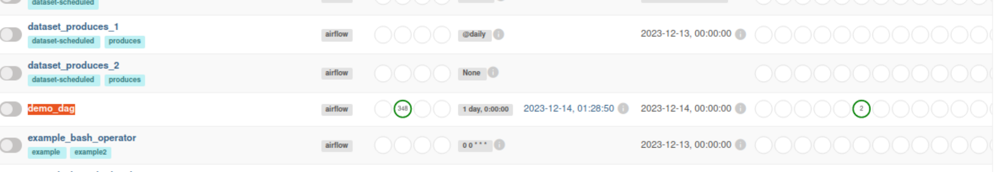 dataset-scheduled
dataset_produces_1
dataset-scheduled produces airflow @daily i 2023-12-13, 00:00:00 i
dataset_produces_2
dataset-scheduled produces airflow None i
demo_dag airflow 348 1 day, 0:00:00 2023-12-14, 01:28:50 i 2023-12-14, 00:00:00 i 2
example_bash_operator
example example2 airflow 0 0 * * * i 2023-12-13, 00:00:00 i